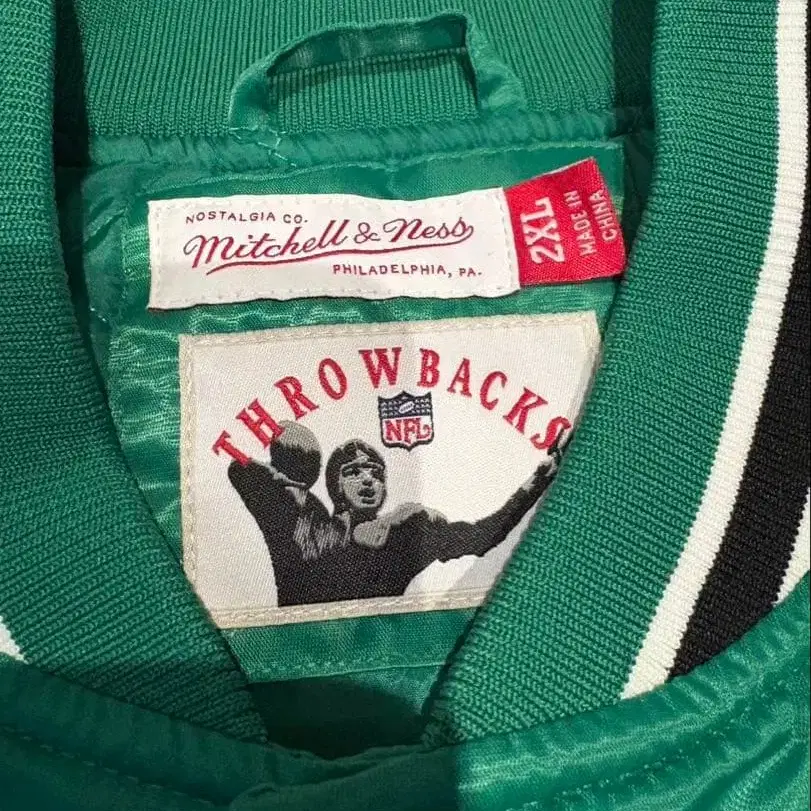 NOSTALGIA CO.
Mitchell & Ness
PHILADELPHIA, PA.
2XL
MADE IN
CHINA
THROWBACKS
NFL